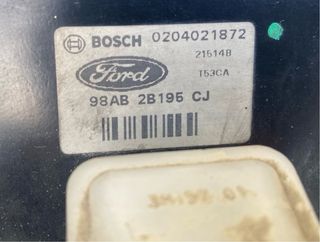 BOSCH 0204021872
21514B
Ford T53CA
98AB 2B195 CJ